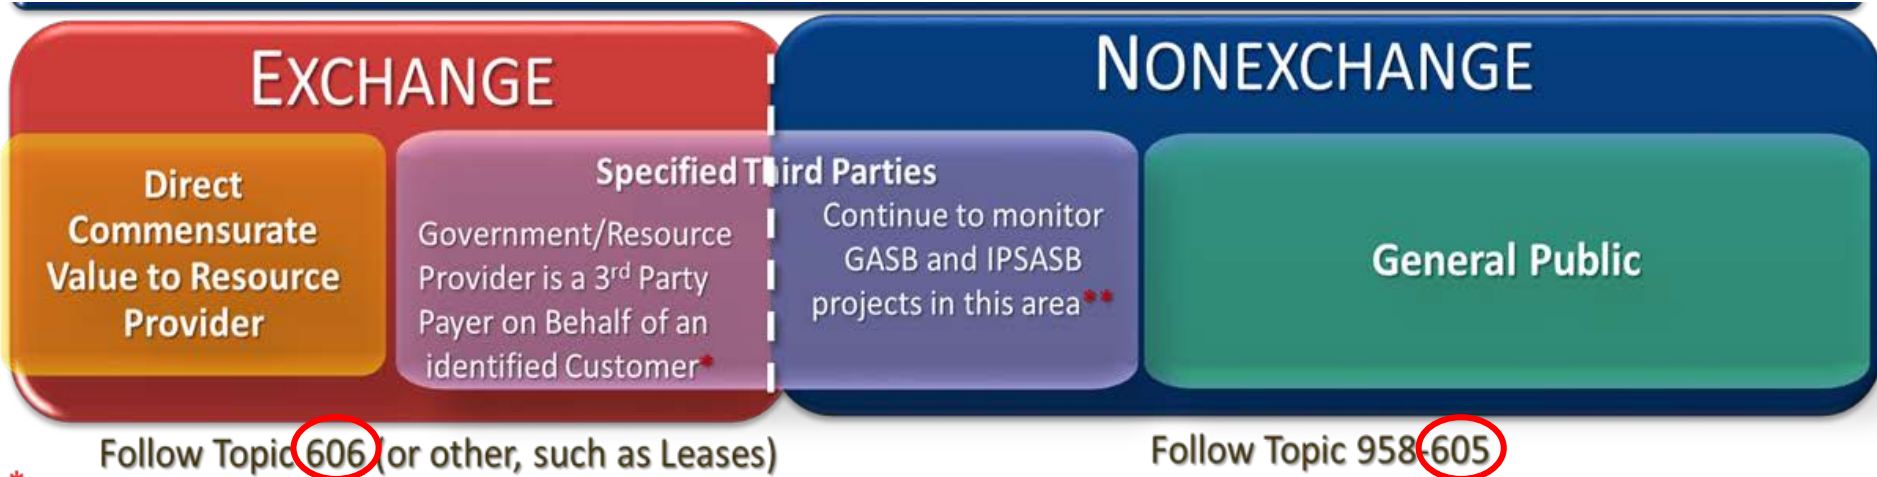 EXCHANGE
NONEXCHANGE
Direct
Commensurate
Value to Resource
Provider
Specified Third Parties
Government/Resource
Provider is a 3rd Party
Payer on Behalf of an
identified Customer*
Continue to monitor
GASB and IPSASB
projects in this area**
General Public
Follow Topic 606 (or other, such as Leases)
Follow Topic 958-605
*